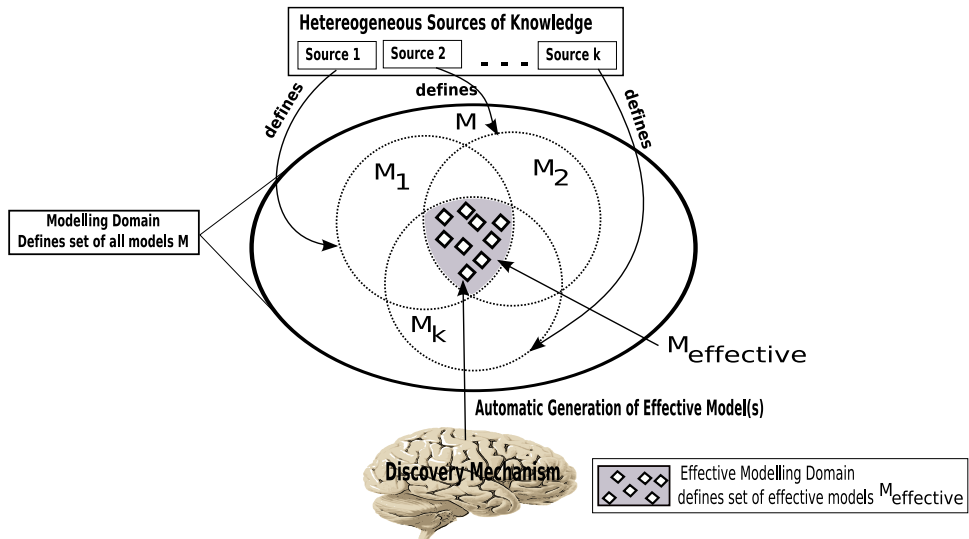 Hetereogeneous Sources of Knowledge
Source 1
Source 2
- - -
Source k
defines
defines
defines
M
M1
M2
Modelling Domain
Defines set of all models M
Mk
Meffective
Automatic Generation of Effective Model(s)
Discovery Mechanism
Effective Modelling Domain
defines set of effective models Meffective